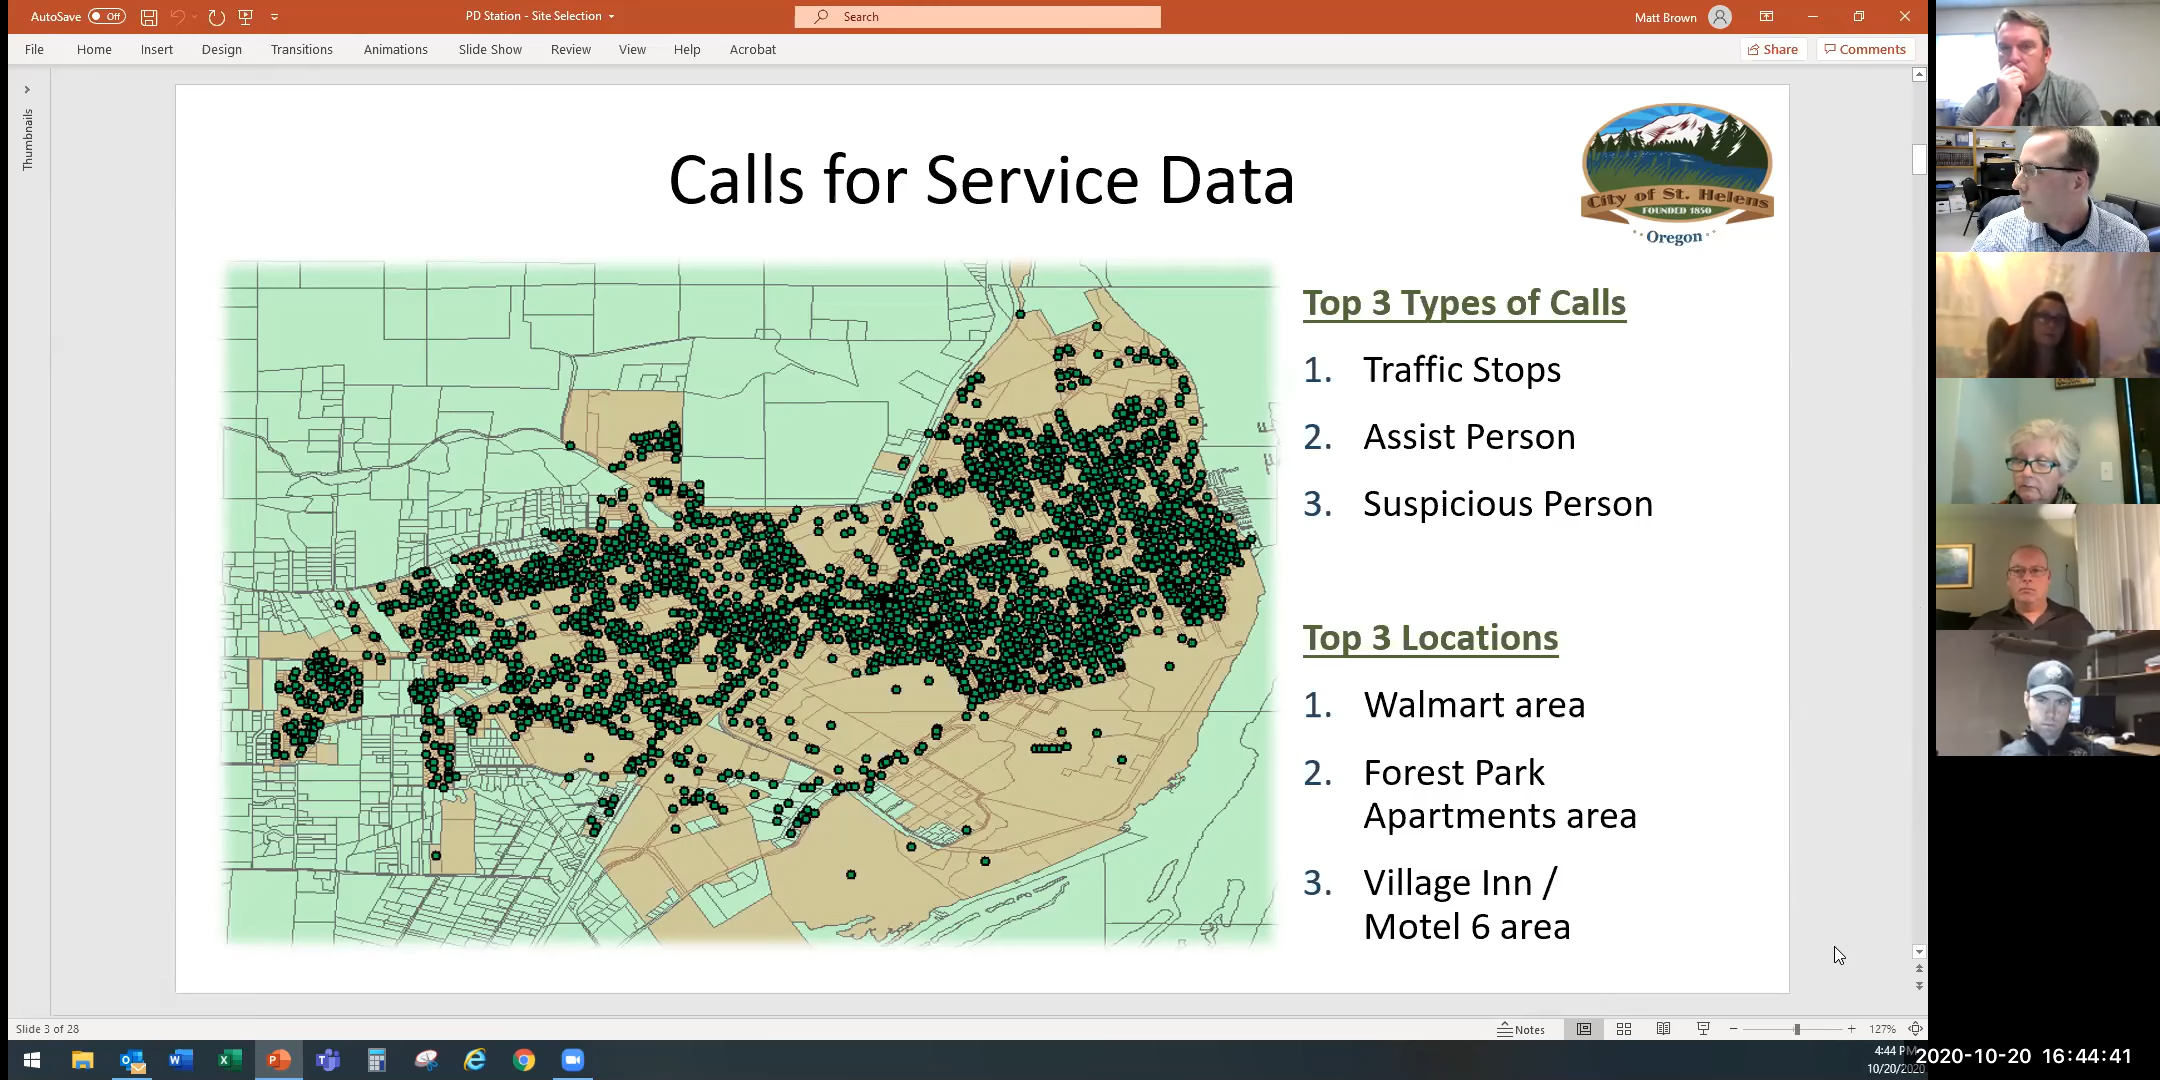 AutoSave Off
PD Station - Site Selection
Search
Matt Brown
File Home Insert Design Transitions Animations Slide Show Review View Help Acrobat
Share Comments
Thumbnails
Calls for Service Data
City of St. Helens
FOUNDED 1850
Oregon
Top 3 Types of Calls
1. Traffic Stops
2. Assist Person
3. Suspicious Person
Top 3 Locations
1. Walmart area
2. Forest Park
Apartments area
3. Village Inn /
Motel 6 area
Slide 3 of 28
Notes
127%
4:44 PM
10/20/2020
2020-10-20 16:44:41